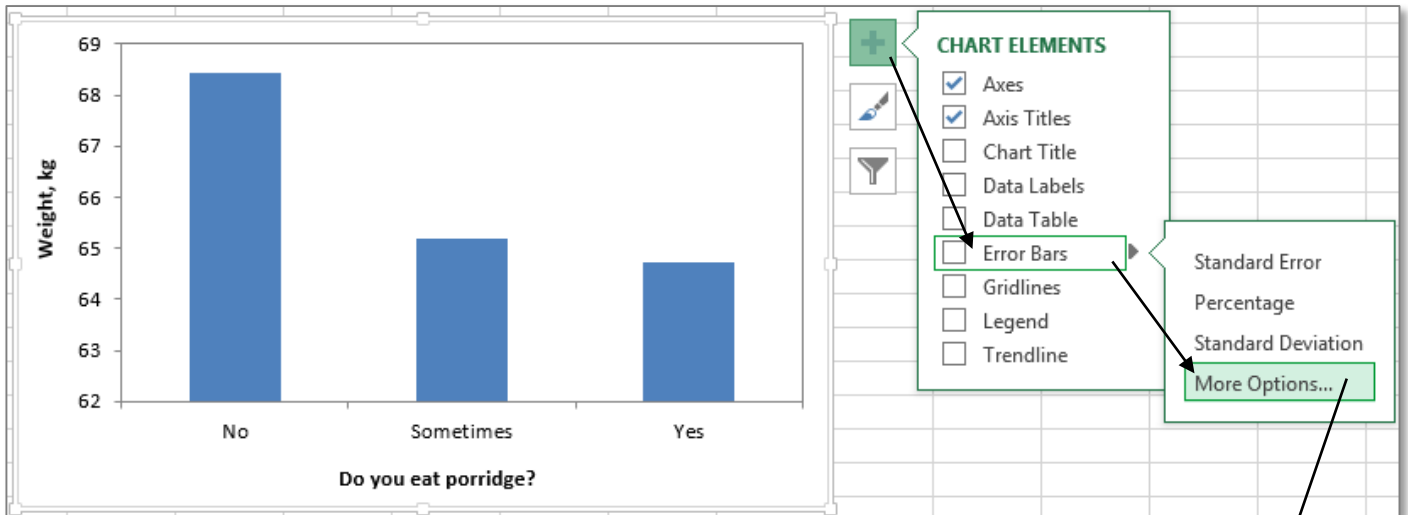 69
68
67
66
65
64
63
62
Weight, kg
No Sometimes Yes
Do you eat porridge?
CHART ELEMENTS
Axes
Axis Titles
Chart Title
Data Labels
Data Table
Error Bars
Gridlines
Legend
Trendline
Standard Error
Percentage
Standard Deviation
More Options...